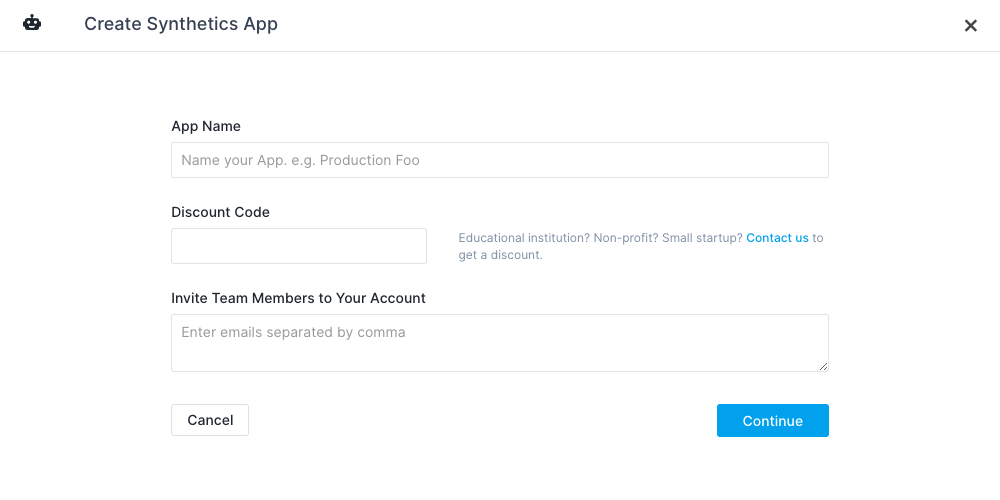 Create Synthetics App
App Name
Name your App. e.g. Production Foo
Discount Code
Educational institution? Non-profit? Small startup? Contact us to
get a discount.
Invite Team Members to Your Account
Enter emails separated by comma
Cancel
Continue